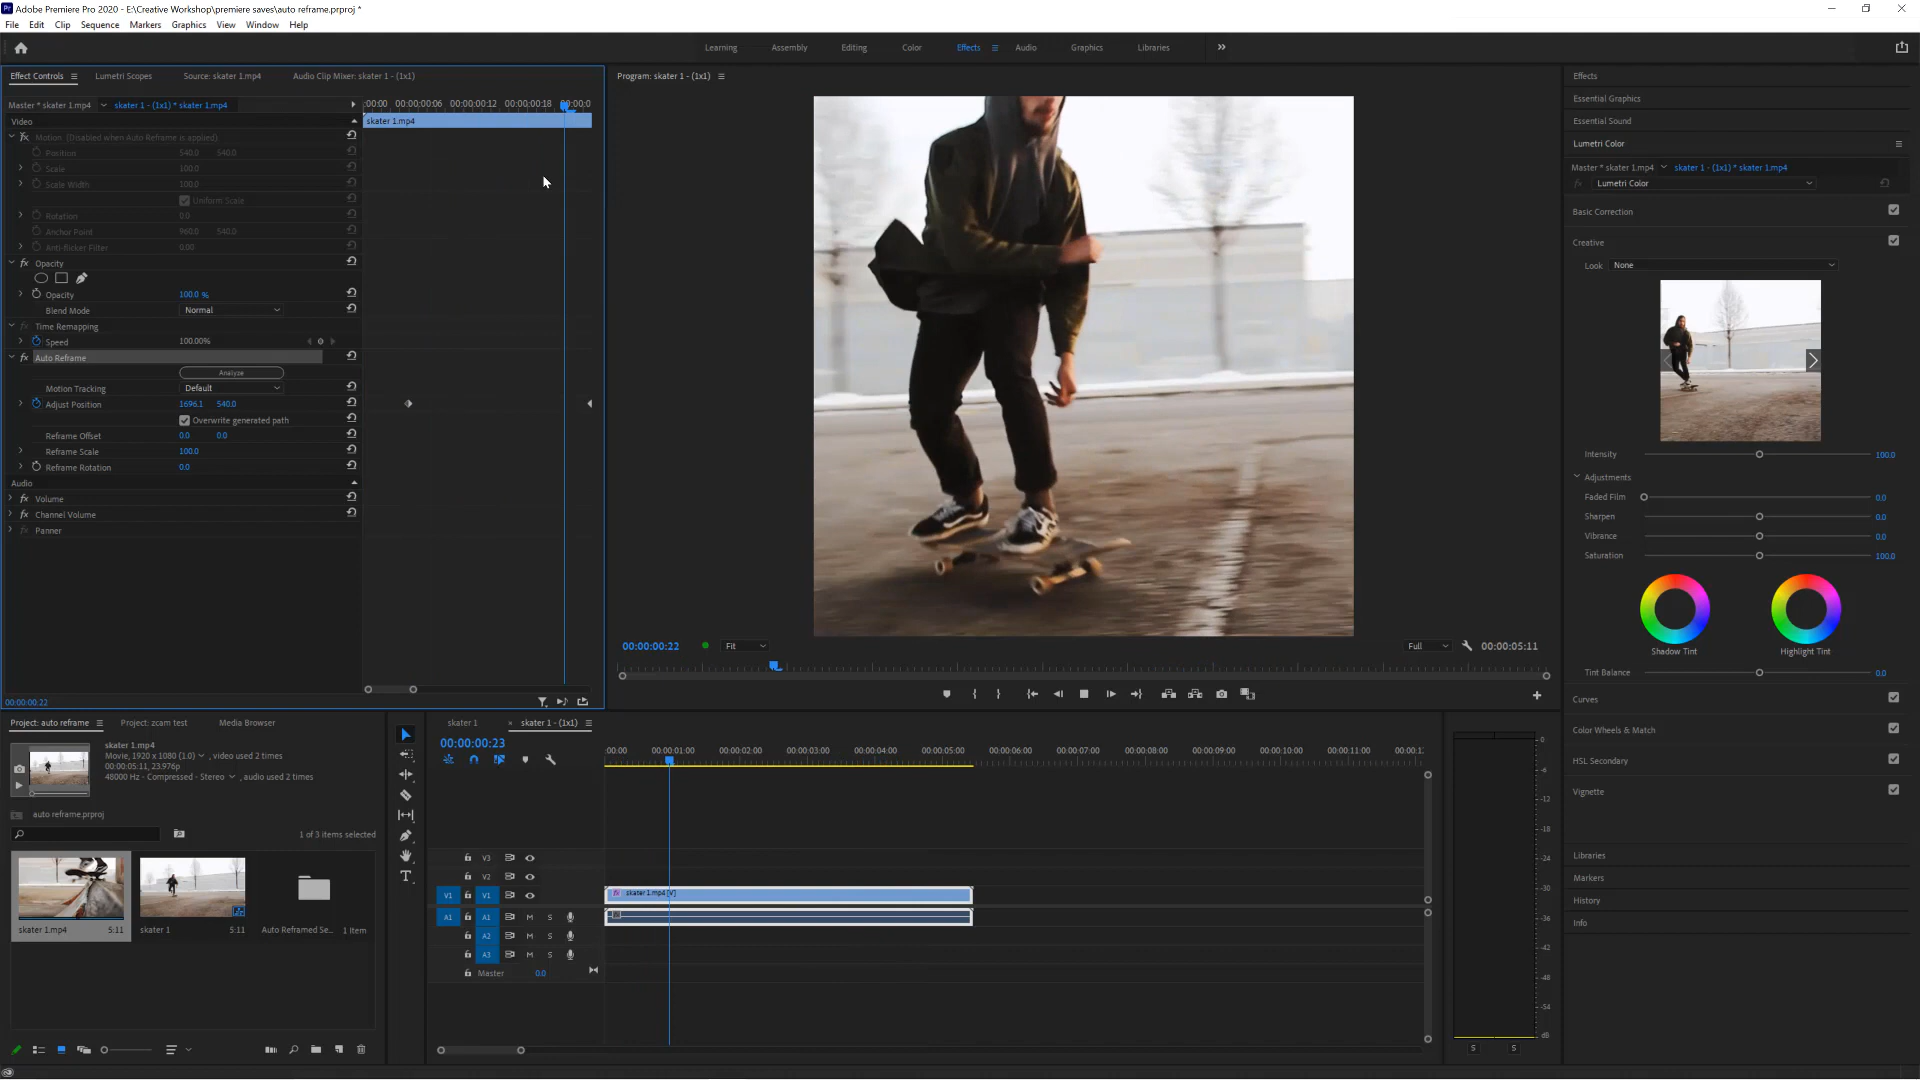 Adobe Premiere Pro 2020 - E:\Creative Workshop\premiere saves\auto reframe.prproj *
File Edit Clip Sequence Markers Graphics View Window Help
Learning Assembly Editing Color Effects Audio Graphics Libraries
Effect Controls Lumetri Scopes Source: skater 1.mp4 Audio Clip Mixer: skater 1 - (1x1)
Master * skater 1.mp4 skater 1 - (1x1) * skater 1.mp4
:00:00 00:00:00:06 00:00:00:12 00:00:00:18 00:00:0
Video
skater 1.mp4
Motion (Disabled when Auto Reframe is applied)
Position 540.0 540.0
Scale 100.0
Scale Width 100.0
Uniform Scale
Rotation 0.0
Anchor Point 960.0 540.0
Anti-flicker Filter 0.00
Opacity
Opacity 100.0 %
Blend Mode Normal
Time Remapping
Speed 100.00%
Auto Reframe
Analyze
Motion Tracking Default
Adjust Position 1696.1 540.0
Overwrite generated path
Reframe Offset 0.0 0.0
Reframe Scale 100.0
Reframe Rotation 0.0
Audio
Volume
Channel Volume
Panner
00:00:00:22
Program: skater 1 - (1x1)
00:00:00:22 Fit Full 00:00:05:11
Effects
Essential Graphics
Essential Sound
Lumetri Color
Master * skater 1.mp4 skater 1 - (1x1) * skater 1.mp4
fx Lumetri Color
Basic Correction
Creative
Look None
Intensity 100.0
Adjustments
Faded Film 0.0
Sharpen 0.0
Vibrance 0.0
Saturation 100.0
Shadow Tint Highlight Tint
Tint Balance 0.0
Curves
Color Wheels & Match
HSL Secondary
Vignette
Libraries
Markers
History
Info
Project: auto reframe Project: zcam test Media Browser
skater 1.mp4
Movie, 1920 x 1080 (1.0) , video used 2 times
00:00:05:11, 23.976p
48000 Hz - Compressed - Stereo , audio used 2 times
auto reframe.prproj
1 of 3 items selected
skater 1.mp4 5:11 skater 1 5:11 Auto Reframed Se... 1 Item
skater 1 × skater 1 - (1x1)
00:00:00:23
:00:00 00:00:01:00 00:00:02:00 00:00:03:00 00:00:04:00 00:00:05:00 00:00:06:00 00:00:07:00 00:00:08:00 00:00:09:00 00:00:10:00 00:00:11:00 00:00:1
V3
V2
V1 V1 fx skater 1.mp4 [V]
A1 A1 M S
A2 M S
A3 M S
Master 0.0
0
-6
-12
-18
-24
-30
-36
-42
-48
-54
dB
S S